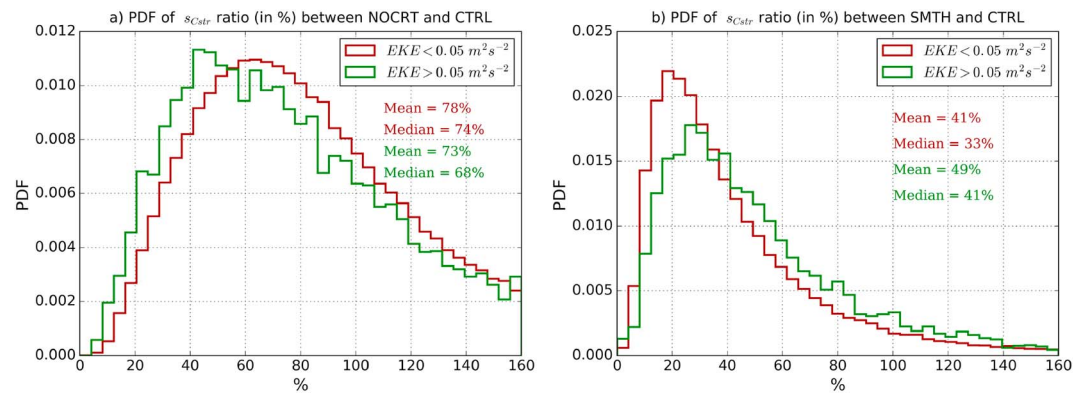 a) PDF of s_Cstr ratio (in %) between NOCRT and CTRL
0.012
0.010
0.008
0.006
0.004
0.002
0.000
PDF
EKE < 0.05 m²s⁻²
EKE > 0.05 m²s⁻²
Mean = 78%
Median = 74%
Mean = 73%
Median = 68%
0 20 40 60 80 100 120 140 160
%
b) PDF of s_Cstr ratio (in %) between SMTH and CTRL
0.025
0.020
0.015
0.010
0.005
0.000
PDF
EKE < 0.05 m²s⁻²
EKE > 0.05 m²s⁻²
Mean = 41%
Median = 33%
Mean = 49%
Median = 41%
0 20 40 60 80 100 120 140 160
%